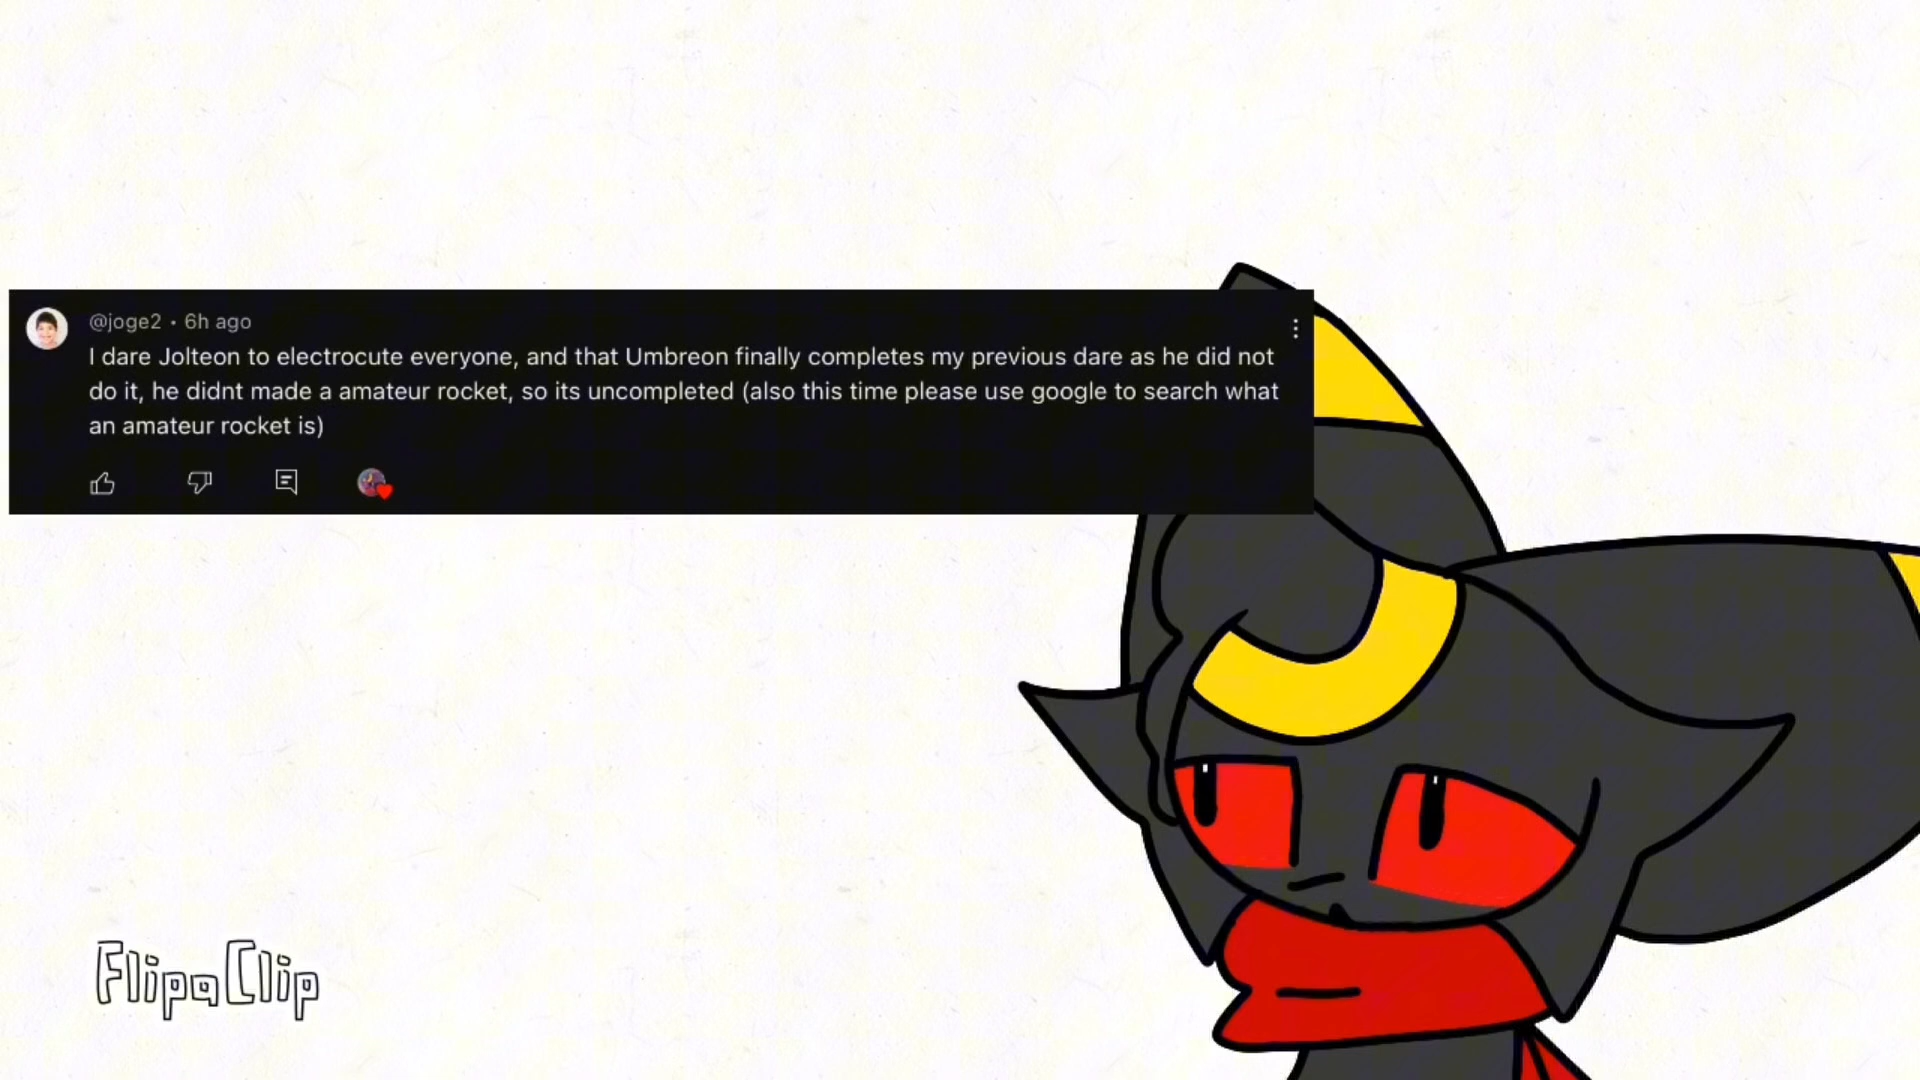 @joge2 • 6h ago
I dare Jolteon to electrocute everyone, and that Umbreon finally completes my previous dare as he did not
do it, he didnt made a amateur rocket, so its uncompleted (also this time please use google to search what
an amateur rocket is)
FlipaClip